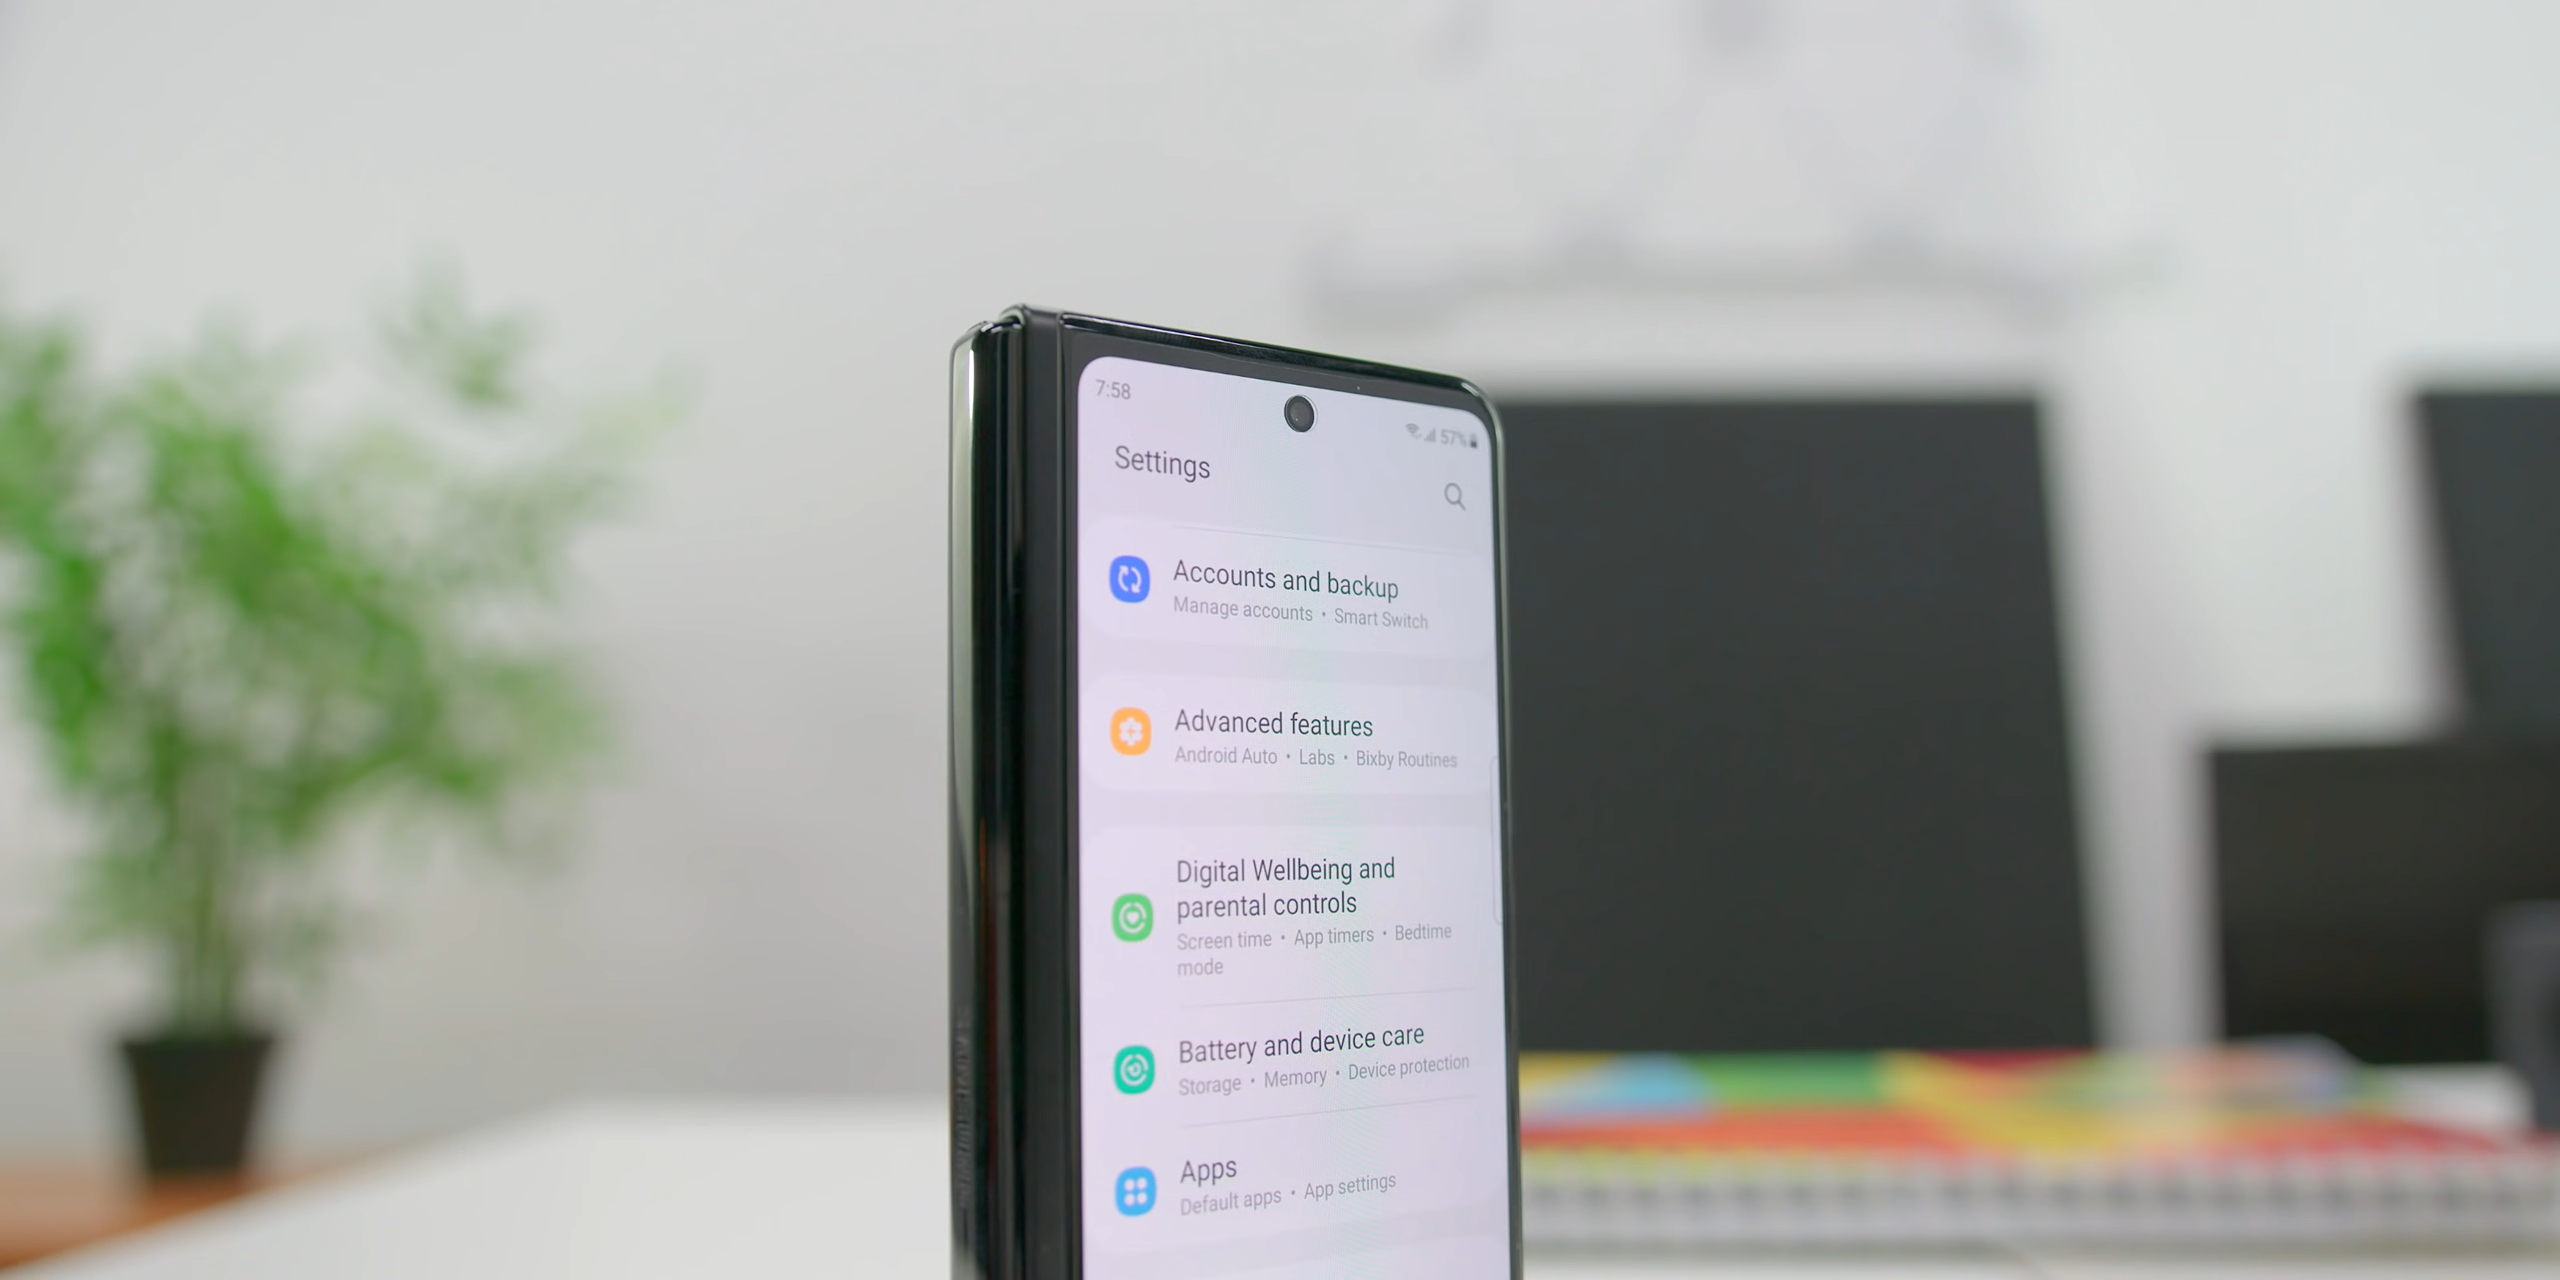 7:58
57%
Settings
Accounts and backup
Manage accounts • Smart Switch
Advanced features
Android Auto • Labs • Bixby Routines
Digital Wellbeing and
parental controls
Screen time • App timers • Bedtime
mode
Battery and device care
Storage • Memory • Device protection
Apps
Default apps • App settings